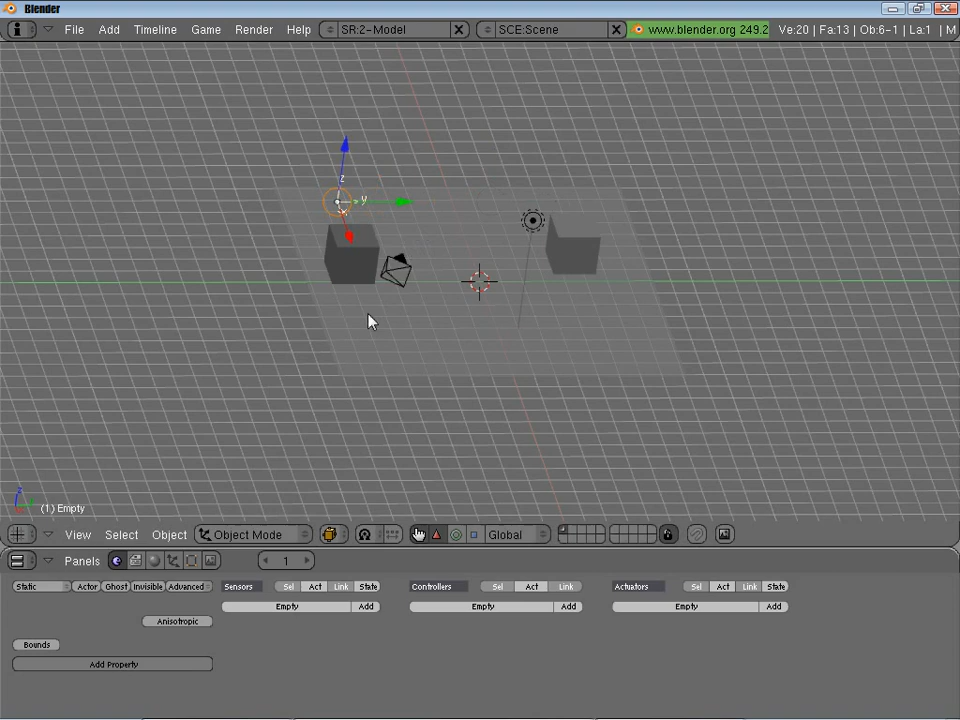 Blender
File Add Timeline Game Render Help SR:2-Model SCE:Scene www.blender.org 249.2 Ve:20 | Fa:13 | Ob:6-1 | La:1 | M
z
y
x
z
(1) Empty
View Select Object Object Mode Global
Panels 1
Static Actor Ghost Invisible Advanced Sensors Sel Act Link State Controllers Sel Act Link Actuators Sel Act Link State
Empty Add Empty Add Empty Add
Anisotropic
Bounds
Add Property